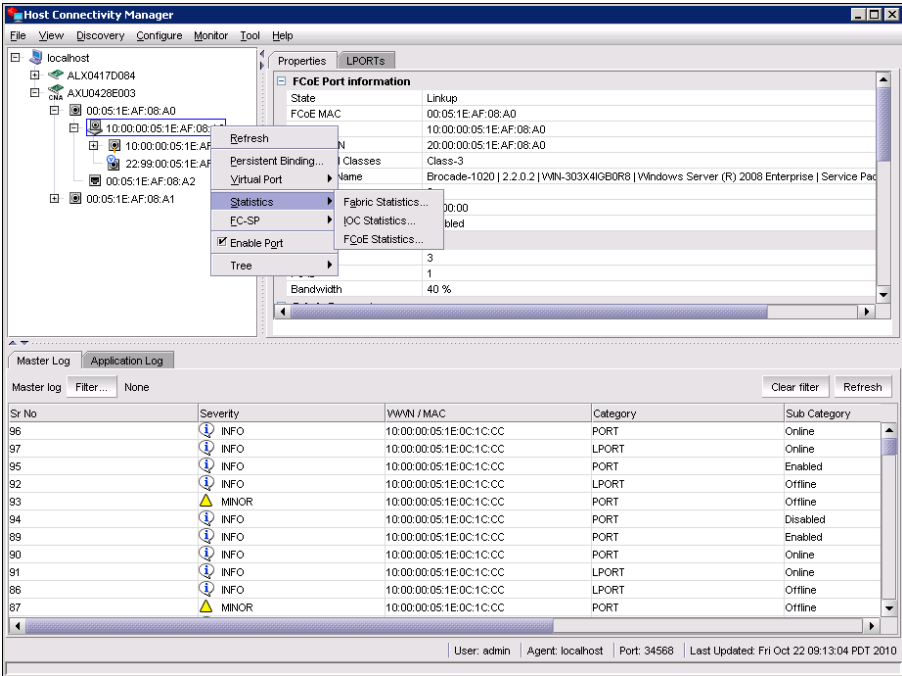 Host Connectivity Manager
File View Discovery Configure Monitor Tool Help
localhost
ALX0417D084
CNA AXU0428E003
00:05:1E:AF:08:A0
10:00:00:05:1E:AF:08:
10:00:00:05:1E:AF
22:99:00:05:1E:AF
00:05:1E:AF:08:A2
00:05:1E:AF:08:A1
Refresh
Persistent Binding...
Virtual Port
Statistics
FC-SP
Enable Port
Tree
Fabric Statistics...
IOC Statistics...
FCoE Statistics...
Properties LPORTs
FCoE Port information
State Linkup
FCoE MAC 00:05:1E:AF:08:A0
10:00:00:05:1E:AF:08:A0
N 20:00:00:05:1E:AF:08:A0
Classes Class-3
Name Brocade-1020 | 2.2.0.2 | WIN-303X4IGB0R8 | Windows Server (R) 2008 Enterprise | Service Pac
00:00
bled
3
1
Bandwidth 40 %
Master Log Application Log
Master log Filter... None Clear filter Refresh
Sr No Severity WWN / MAC Category Sub Category
96 INFO 10:00:00:05:1E:0C:1C:CC PORT Online
97 INFO 10:00:00:05:1E:0C:1C:CC LPORT Online
95 INFO 10:00:00:05:1E:0C:1C:CC PORT Enabled
92 INFO 10:00:00:05:1E:0C:1C:CC LPORT Offline
93 MINOR 10:00:00:05:1E:0C:1C:CC PORT Offline
94 INFO 10:00:00:05:1E:0C:1C:CC PORT Disabled
89 INFO 10:00:00:05:1E:0C:1C:CC PORT Enabled
90 INFO 10:00:00:05:1E:0C:1C:CC PORT Online
91 INFO 10:00:00:05:1E:0C:1C:CC LPORT Online
86 INFO 10:00:00:05:1E:0C:1C:CC LPORT Offline
87 MINOR 10:00:00:05:1E:0C:1C:CC PORT Offline
User: admin Agent: localhost Port: 34568 Last Updated: Fri Oct 22 09:13:04 PDT 2010